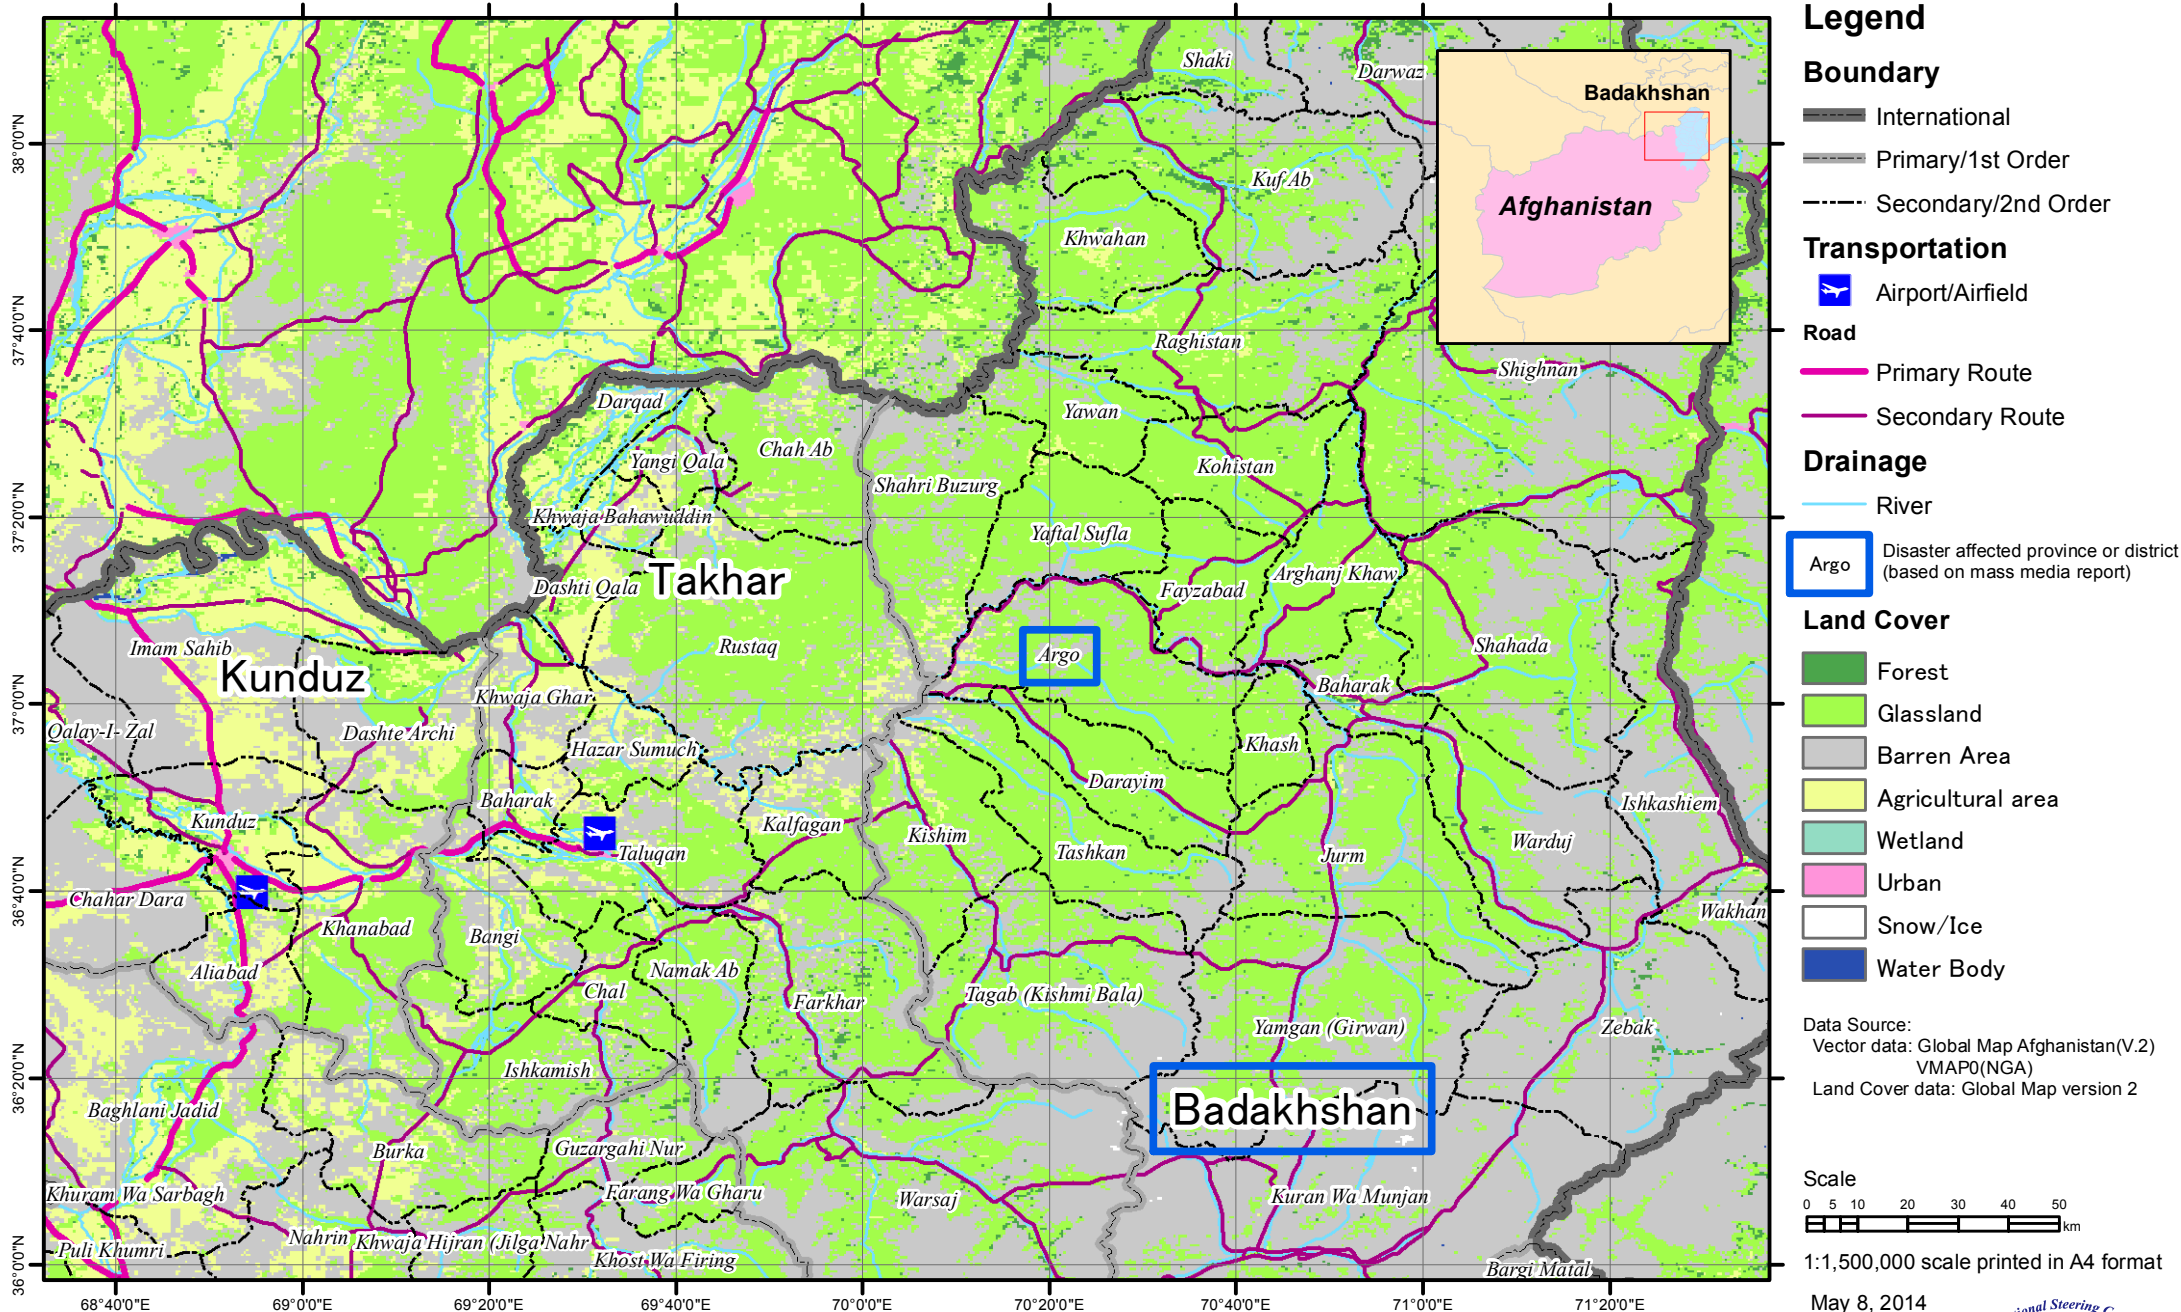 Shaki
Darwaz
Badakhshan
Afghanistan
Kuf Ab
Khwahan
Raghistan
Shighnan
Darqad
Yawan
Chah Ab
Yangi Qala
Kohistan
Shahri Buzurg
Khwaja Bahawuddin
Yaftal Sufla
Dashti Qala
Takhar
Arghanj Khaw
Fayzabad
Imam Sahib
Rustaq
Argo
Shahada
Kunduz
Khwaja Ghar
Baharak
Qalay-I- Zal
Dashte Archi
Hazar Sumuch
Khash
Darayim
Baharak
Ishkashiem
Kunduz
Kalfagan
Kishim
Warduj
Taluqan
Tashkan
Jurm
Chahar Dara
Wakhan
Khanabad
Bangi
Aliabad
Namak Ab
Chal
Farkhar
Tagab (Kishmi Bala)
Yamgan (Girwan)
Zebak
Ishkamish
Baghlani Jadid
Badakhshan
Burka
Guzargahi Nur
Khuram Wa Sarbagh
Farang Wa Gharu
Warsaj
Kuran Wa Munjan
Nahrin
Khwaja Hijran (Jilga Nahr
Puli Khumri
Khost Wa Firing
Bargi Matal
38°0'0"N
37°40'0"N
37°20'0"N
37°0'0"N
36°40'0"N
36°20'0"N
36°0'0"N
68°40'0"E
69°0'0"E
69°20'0"E
69°40'0"E
70°0'0"E
70°20'0"E
70°40'0"E
71°0'0"E
71°20'0"E
Legend
Boundary
International
Primary/1st Order
Secondary/2nd Order
Transportation
Airport/Airfield
Road
Primary Route
Secondary Route
Drainage
River
Argo
Disaster affected province or district
(based on mass media report)
Land Cover
Forest
Glassland
Barren Area
Agricultural area
Wetland
Urban
Snow/Ice
Water Body
Data Source:
Vector data: Global Map Afghanistan(V.2)
VMAP0(NGA)
Land Cover data: Global Map version 2
Scale
0 5 10 20 30 40 50
km
1:1,500,000 scale printed in A4 format
May 8, 2014
Steering